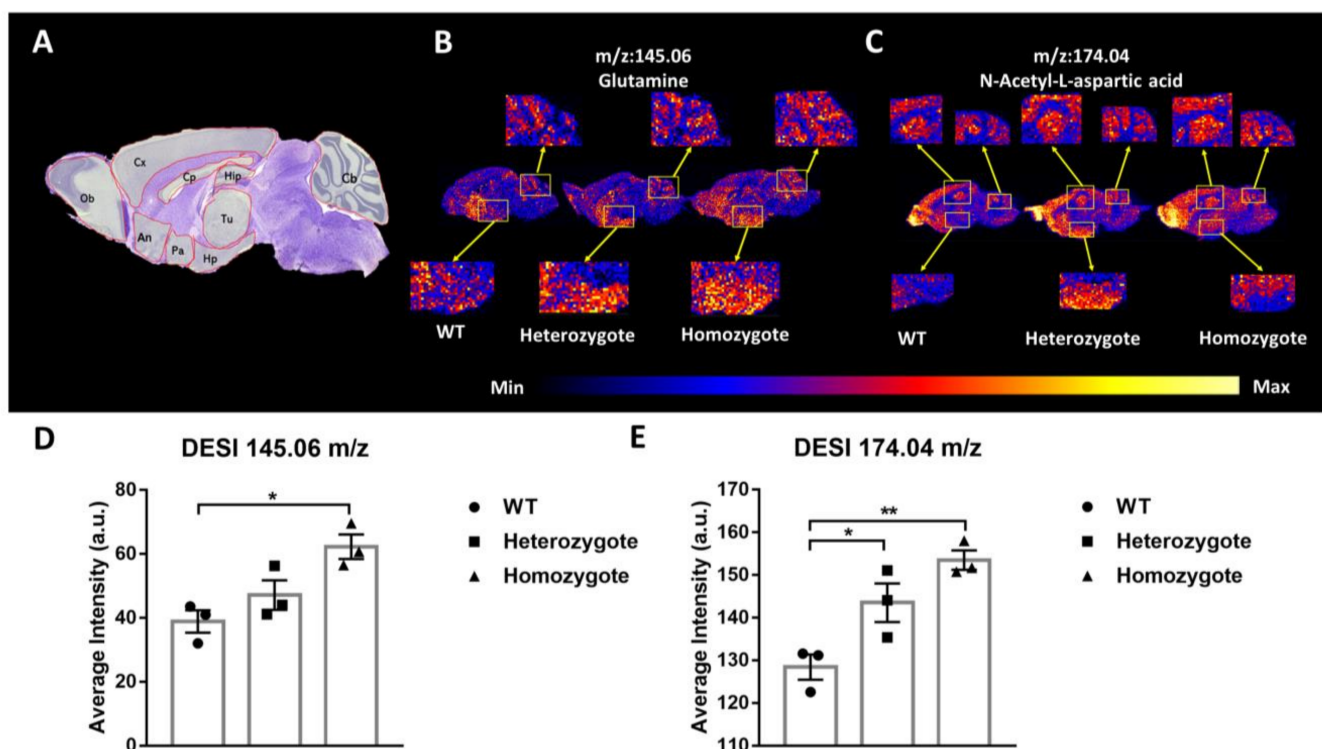 A
Cx
Cp
Hip
Cb
Ob
Tu
An
Pa
Hp
B
m/z:145.06
Glutamine
WT
Heterozygote
Homozygote
C
m/z:174.04
N-Acetyl-L-aspartic acid
WT
Heterozygote
Homozygote
Min
Max
D
DESI 145.06 m/z
Average Intensity (a.u.)
80
60
40
20
0
*
WT
Heterozygote
Homozygote
E
DESI 174.04 m/z
Average Intensity (a.u.)
170
160
150
140
130
120
110
**
*
WT
Heterozygote
Homozygote